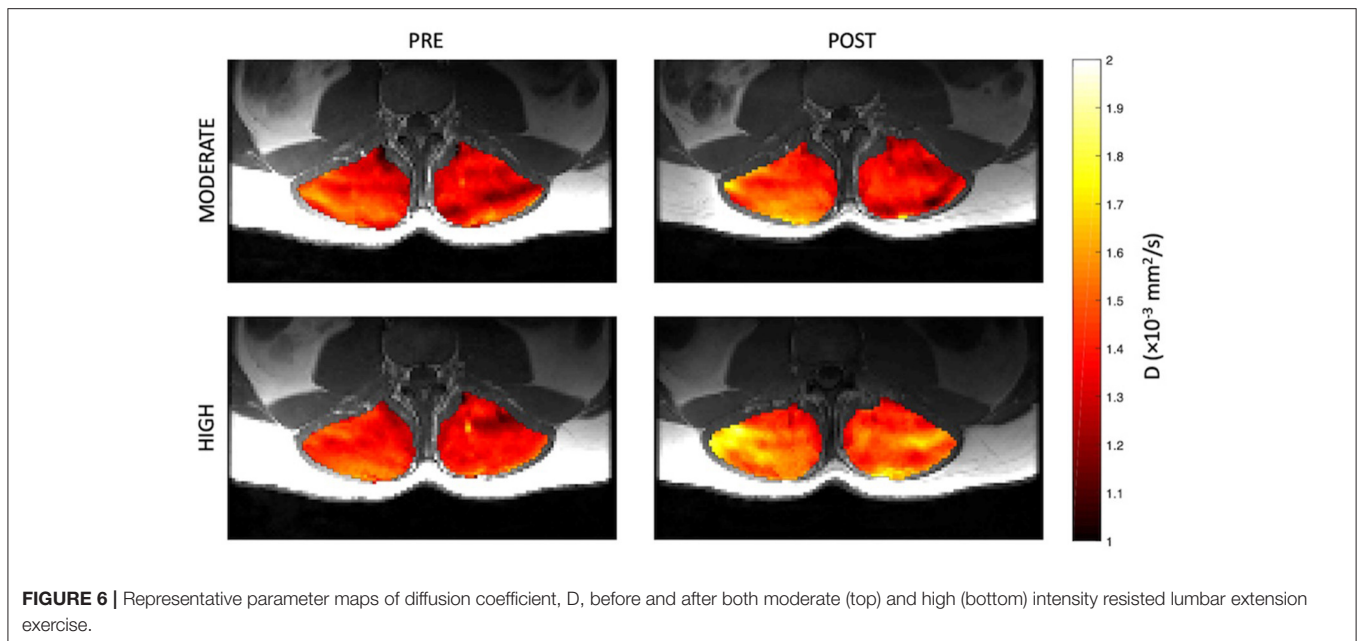 PRE
POST
MODERATE
HIGH
2
1.9
1.8
1.7
1.6
1.5
1.4
1.3
1.2
1.1
1
D (×10⁻³ mm²/s)
FIGURE 6 | Representative parameter maps of diffusion coefficient, D, before and after both moderate (top) and high (bottom) intensity resisted lumbar extension
exercise.